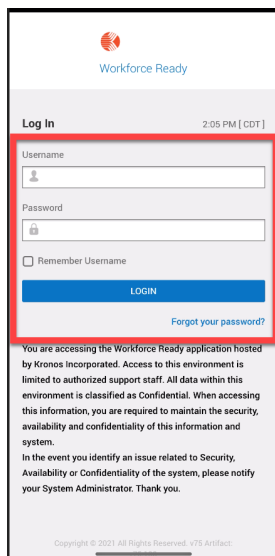 Workforce Ready
Log In
2:05 PM [ CDT ]
Username
Password
Remember Username
LOGIN
Forgot your password?
You are accessing the Workforce Ready application hosted
by Kronos Incorporated. Access to this environment is
limited to authorized support staff. All data within this
environment is classified as Confidential. When accessing
this information, you are required to maintain the security,
availability and confidentiality of this information and
system.
In the event you identify an issue related to Security,
Availability or Confidentiality of the system, please notify
your System Administrator. Thank you.
Copyright © 2021 All Rights Reserved. v75 Artifact: